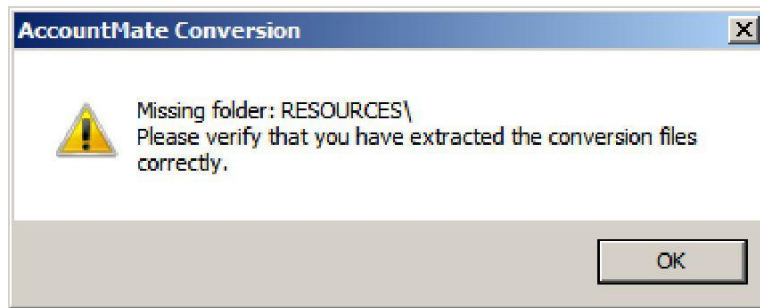 AccountMate Conversion
Missing folder: RESOURCES\
Please verify that you have extracted the conversion files
correctly.
OK